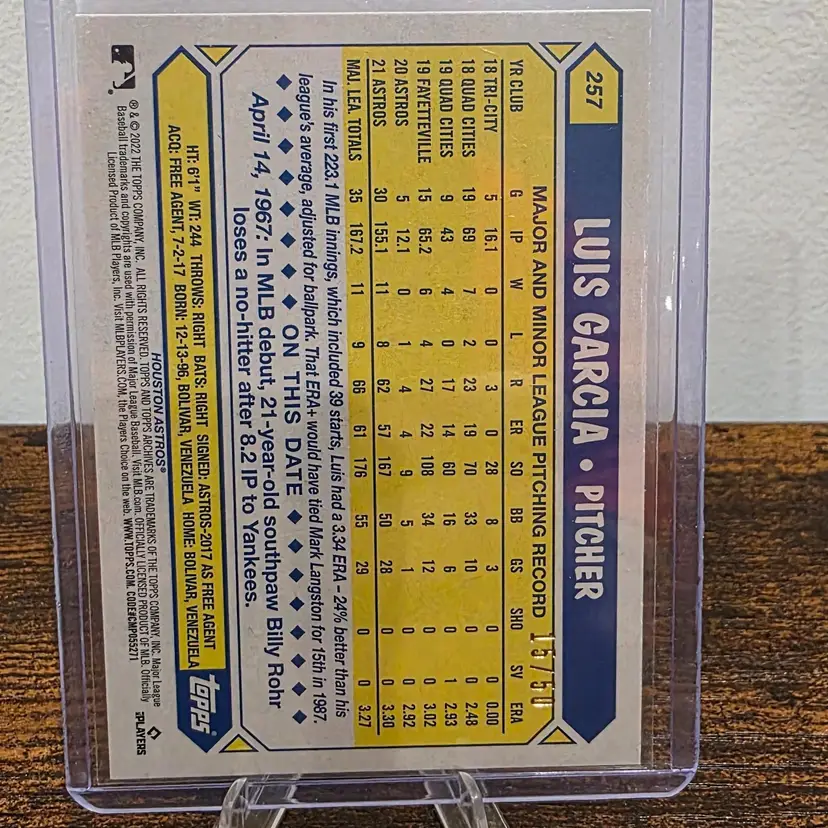 257
LUIS GARCIA • PITCHER
MAJOR AND MINOR LEAGUE PITCHING RECORD
15/50
YR CLUB G IP W L R ER SO BB GS SHO SV ERA
18 TRI-CITY 5 16.1 0 0 3 0 28 8 3 0 0 0.00
18 QUAD CITIES 19 69 7 2 23 19 70 33 10 0 0 2.48
19 QUAD CITIES 9 43 4 0 17 14 60 16 6 0 1 2.93
19 FAYETTEVILLE 15 65.2 6 4 27 22 108 34 12 0 0 3.02
20 ASTROS 5 12.1 0 1 4 4 9 5 1 0 0 2.92
21 ASTROS 30 155.1 11 8 62 57 167 50 28 0 0 3.30
MAJ. LEA. TOTALS 35 167.2 11 9 66 61 176 55 29 0 0 3.27
In his first 223.1 MLB innings, which included 39 starts, Luis had a 3.34 ERA – 24% better than his
league's average, adjusted for ballpark. That ERA+ would have tied Mark Langston for 15th in 1987.
◆ ◆ ◆ ◆ ◆ ◆ ◆ ON THIS DATE ◆ ◆ ◆ ◆ ◆ ◆ ◆
April 14, 1967: In MLB debut, 21-year-old southpaw Billy Rohr
loses a no-hitter after 8.2 IP to Yankees.
HT: 6'1" WT: 244 THROWS: RIGHT BATS: RIGHT SIGNED: ASTROS-2017 AS FREE AGENT
ACQ: FREE AGENT, 7-2-17 BORN: 12-13-96, BOLIVAR, VENEZUELA HOME: BOLIVAR, VENEZUELA
TOPPS
HOUSTON ASTROS®
® & © 2022 THE TOPPS COMPANY, INC. ALL RIGHTS RESERVED. TOPPS AND TOPPS ARCHIVES ARE TRADEMARKS OF THE TOPPS COMPANY, INC. Major League
Baseball trademarks and copyrights are used with permission of Major League Baseball. Visit MLB.com. OFFICIALLY LICENSED PRODUCT OF MLB. Officially
Licensed Product of MLB Players, Inc. Visit MLBPLAYERS.COM, the Players Choice on the web. WWW.TOPPS.COM. CODE#CMP055271
PLAYERS